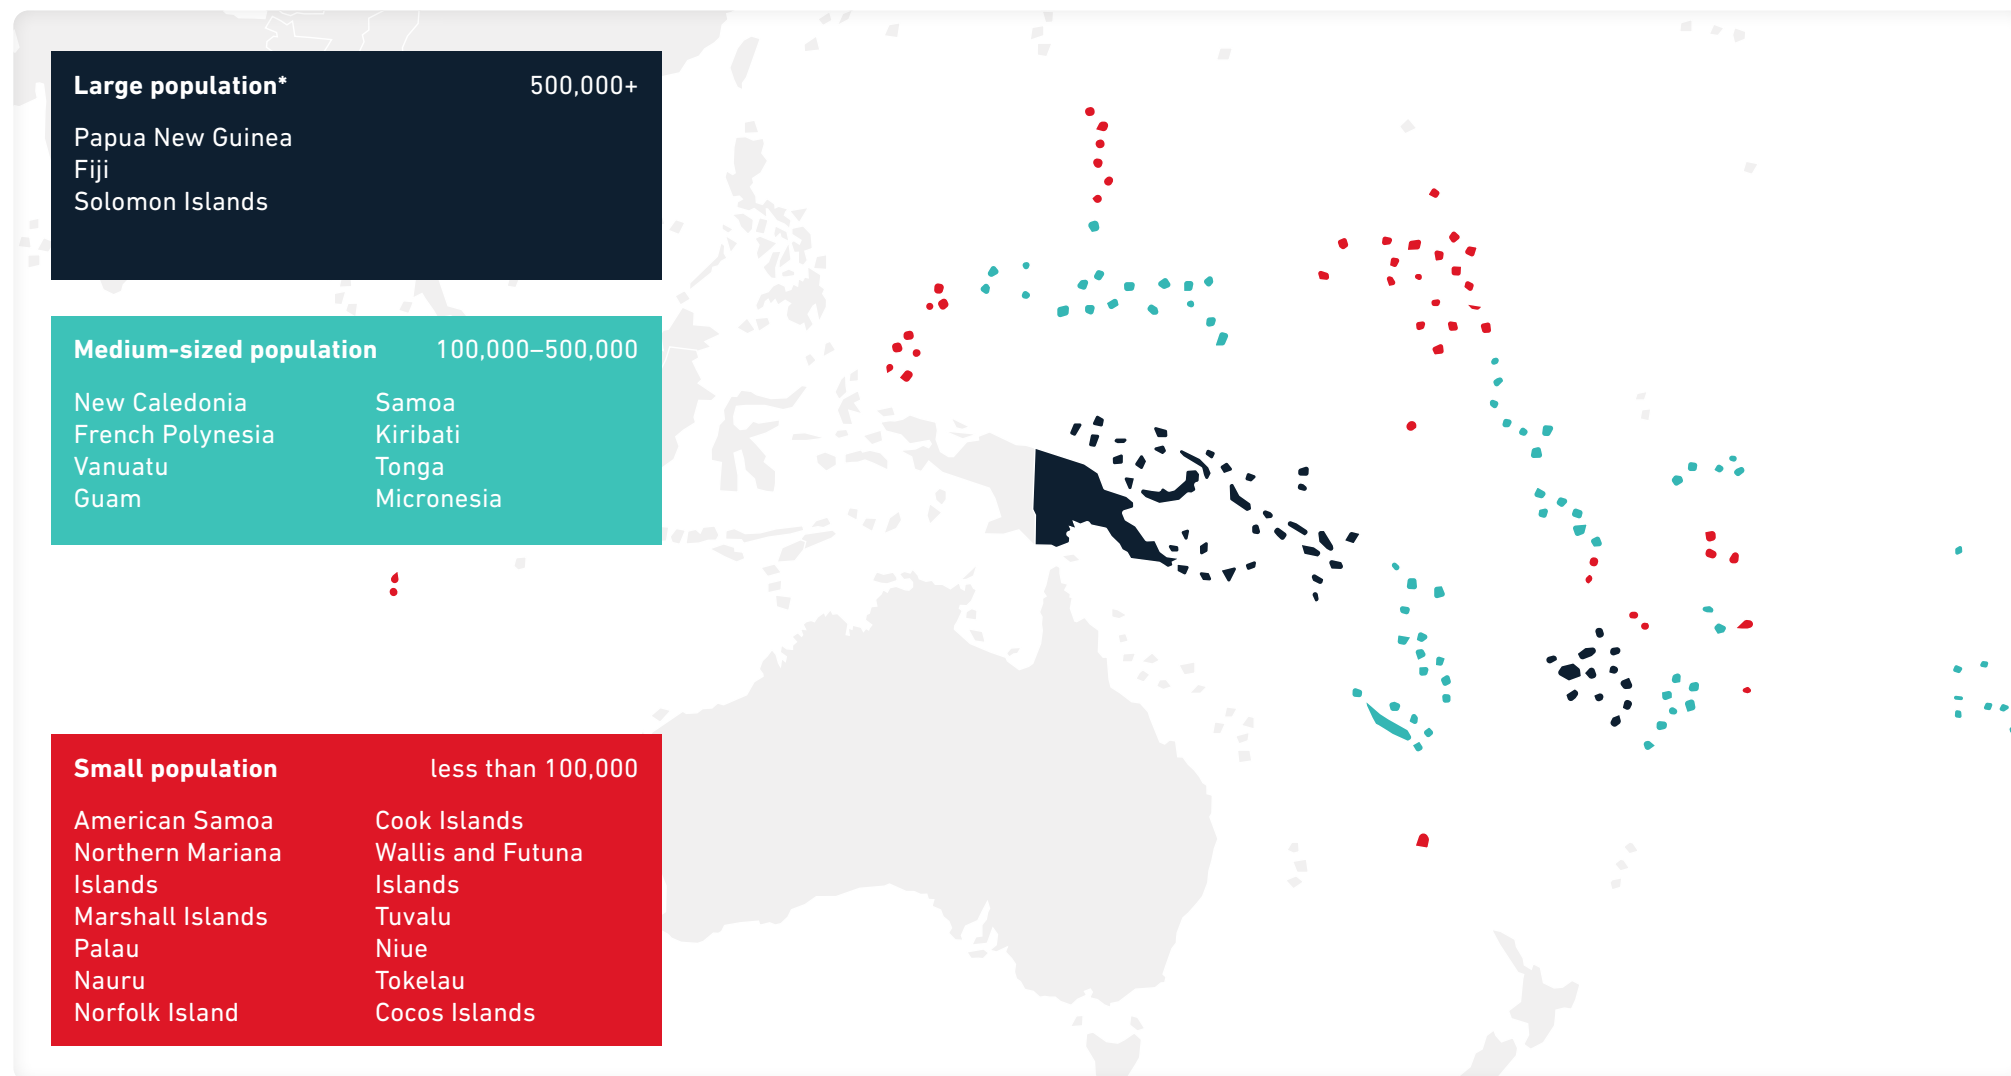 Large population* 500,000+
Papua New Guinea
Fiji
Solomon Islands
Medium-sized population 100,000–500,000
New Caledonia
French Polynesia
Vanuatu
Guam
Samoa
Kiribati
Tonga
Micronesia
Small population less than 100,000
American Samoa
Northern Mariana
Islands
Marshall Islands
Palau
Nauru
Norfolk Island
Cook Islands
Wallis and Futuna
Islands
Tuvalu
Niue
Tokelau
Cocos Islands